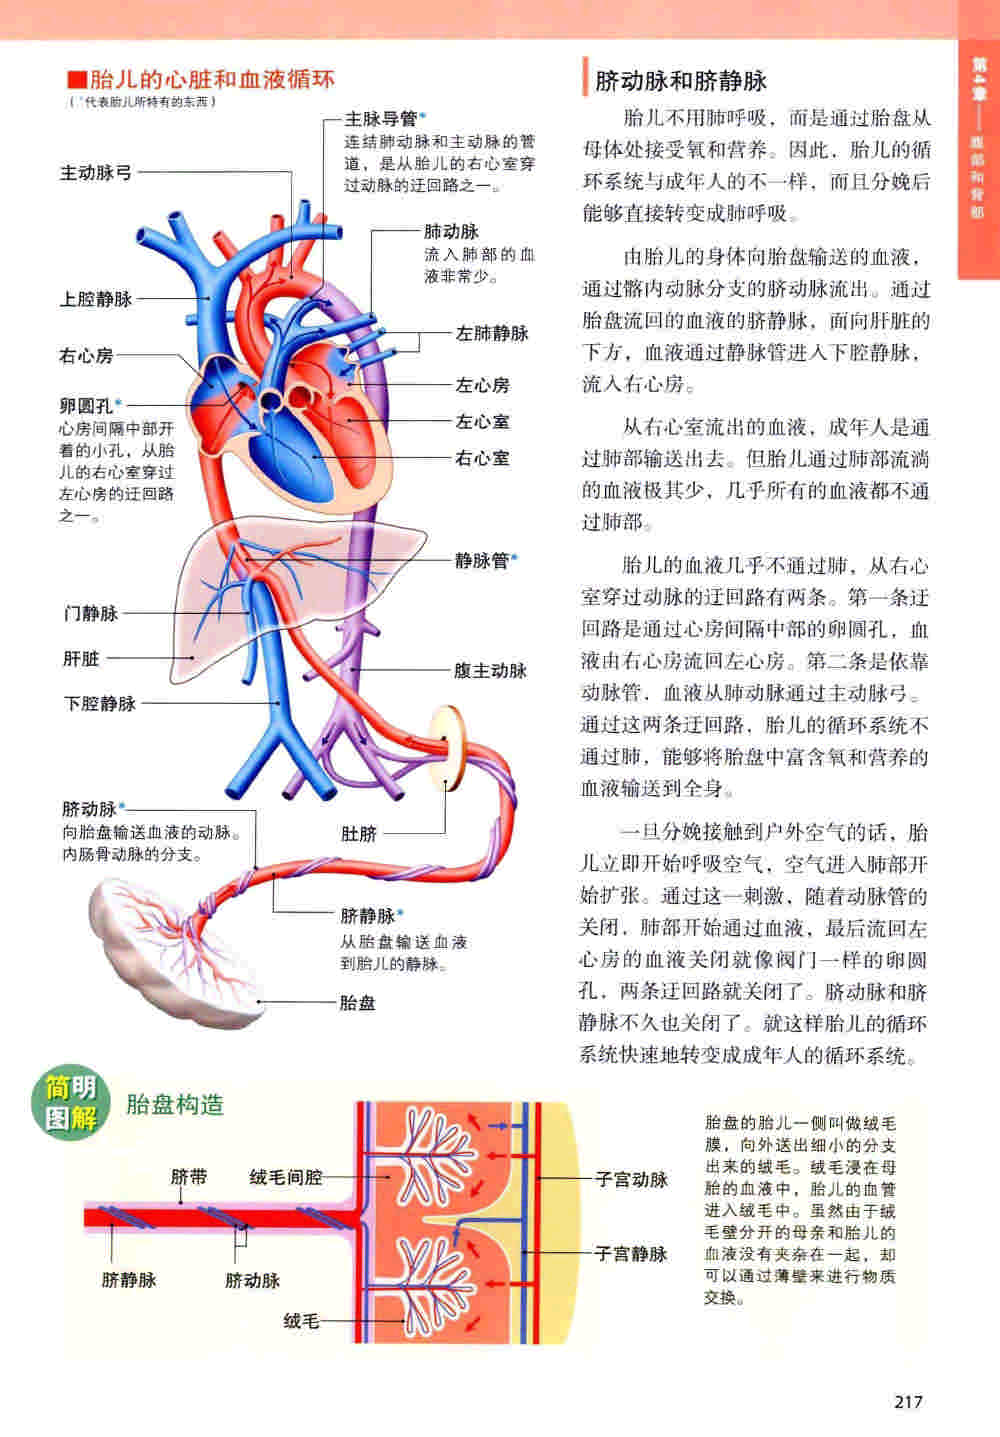 ■胎儿的心脏和血液循环
(*代表胎儿所特有的东西)
主脉导管*
连结肺动脉和主动脉的管
道，是从胎儿的右心室穿
过动脉的迂回路之一。
主动脉弓
肺动脉
流入肺部的血
液非常少。
上腔静脉
左肺静脉
右心房
左心房
卵圆孔*
心房间隔中部开
着的小孔，从胎
儿的右心室穿过
左心房的迂回路
之一。
左心室
右心室
静脉管*
门静脉
肝脏
腹主动脉
下腔静脉
脐动脉*
向胎盘输送血液的动脉。
内肠骨动脉的分支。
肚脐
脐静脉*
从胎盘输送血液
到胎儿的静脉。
胎盘
脐动脉和脐静脉
胎儿不用肺呼吸，而是通过胎盘从
母体处接受氧和营养。因此，胎儿的循
环系统与成年人的不一样，而且分娩后
能够直接转变成肺呼吸。
由胎儿的身体向胎盘输送的血液，
通过髂内动脉分支的脐动脉流出。通过
胎盘流回的血液的脐静脉，面向肝脏的
下方，血液通过静脉管进入下腔静脉，
流入右心房。
从右心室流出的血液，成年人是通
过肺部输送出去。但胎儿通过肺部流淌
的血液极其少，几乎所有的血液都不通
过肺部。
胎儿的血液几乎不通过肺，从右心
室穿过动脉的迂回路有两条。第一条迂
回路是通过心房间隔中部的卵圆孔，血
液由右心房流回左心房。第二条是依靠
动脉管，血液从肺动脉通过主动脉弓。
通过这两条迂回路，胎儿的循环系统不
通过肺，能够将胎盘中富含氧和营养的
血液输送到全身。
一旦分娩接触到户外空气的话，胎
儿立即开始呼吸空气，空气进入肺部开
始扩张。通过这一刺激，随着动脉管的
关闭，肺部开始通过血液，最后流回左
心房的血液关闭就像阀门一样的卵圆
孔，两条迂回路就关闭了。脐动脉和脐
静脉不久也关闭了。就这样胎儿的循环
系统快速地转变成成年人的循环系统。
第4章——腹部和背部
简明
图解
胎盘构造
脐带
绒毛间腔
子宫动脉
子宫静脉
脐静脉
脐动脉
绒毛
胎盘的胎儿一侧叫做绒毛
膜，向外送出细小的分支
出来的绒毛。绒毛浸在母
胎的血液中，胎儿的血管
进入绒毛中。虽然由于绒
毛壁分开的母亲和胎儿的
血液没有夹杂在一起，却
可以通过薄壁来进行物质
交换。
217